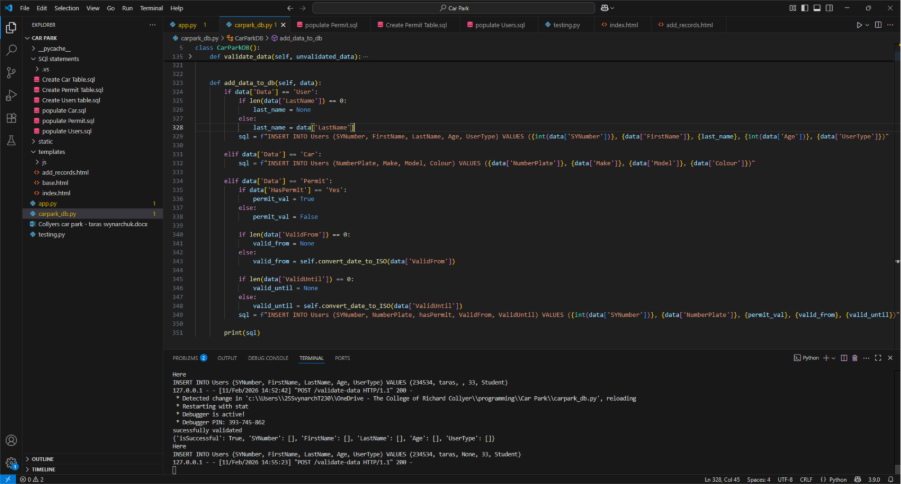 File Edit Selection View Go Run Terminal Help
Car Park
EXPLORER
CAR PARK
__pycache__
SQl statements
.vs
Create Car Table.sql
Create Permit Table.sql
Create Users table.sql
populate Car.sql
populate Permit.sql
populate Users.sql
static
templates
js
add_records.html
base.html
index.html
app.py 1
carpark_db.py 1
Collyers car park - taras svynarchuk.docx
testing.py
OUTLINE
TIMELINE
app.py 1
carpark_db.py 1
populate Permit.sql
Create Permit Table.sql
populate Users.sql
testing.py
index.html
add_records.html
carpark_db.py > CarParkDB > add_data_to_db
5 class CarParkDB():
135 def validate_data(self, unvalidated_data):
321
322
323 def add_data_to_db(self, data):
324 if data['Data'] == 'User':
325 if len(data['LastName']) == 0:
326 last_name = None
327 else:
328 last_name = data['LastName']
329 sql = f"INSERT INTO Users (SYNumber, FirstName, LastName, Age, UserType) VALUES ({int(data['SYNumber'])}, {data['FirstName']}, {last_name}, {int(data['Age'])}, {data['UserType']})"
330
331 elif data['Data'] == 'Car':
332 sql = f"INSERT INTO Users (NumberPlate, Make, Model, Colour) VALUES ({data['NumberPlate']}, {data['Make']}, {data['Model']}, {data['Colour']})"
333
334 elif data['Data'] == 'Permit':
335 if data['HasPermit'] == 'Yes':
336 permit_val = True
337 else:
338 permit_val = False
339
340 if len(data['ValidFrom']) == 0:
341 valid_from = None
342 else:
343 valid_from = self.convert_date_to_ISO(data['ValidFrom'])
344
345 if len(data['ValidUntil']) == 0:
346 valid_until = None
347 else:
348 valid_until = self.convert_date_to_ISO(data['ValidUntil'])
349 sql = f"INSERT INTO Users (SYNumber, NumberPlate, hasPermit, ValidFrom, ValidUntil) VALUES ({int(data['SYNumber'])}, {data['NumberPlate']}, {permit_val}, {valid_from}, {valid_until})"
350
351 print(sql)
PROBLEMS 2 OUTPUT DEBUG CONSOLE TERMINAL PORTS
Python
Here
INSERT INTO Users (SYNumber, FirstName, LastName, Age, UserType) VALUES (234534, taras, , 33, Student)
127.0.0.1 - - [11/Feb/2026 14:52:42] "POST /validate-data HTTP/1.1" 200 -
* Detected change in 'c:\\Users\\25SvynarchT230\\OneDrive - The College of Richard Collyer\\programming\\Car Park\\carpark_db.py', reloading
* Restarting with stat
* Debugger is active!
* Debugger PIN: 393-745-862
sucessfully validated
{'isSuccessful': True, 'SYNumber': [], 'FirstName': [], 'LastName': [], 'Age': [], 'UserType': []}
Here
INSERT INTO Users (SYNumber, FirstName, LastName, Age, UserType) VALUES (234534, taras, None, 33, Student)
127.0.0.1 - - [11/Feb/2026 14:55:23] "POST /validate-data HTTP/1.1" 200 -
0 2
Ln 328, Col 45 Spaces: 4 UTF-8 CRLF Python 3.9.0